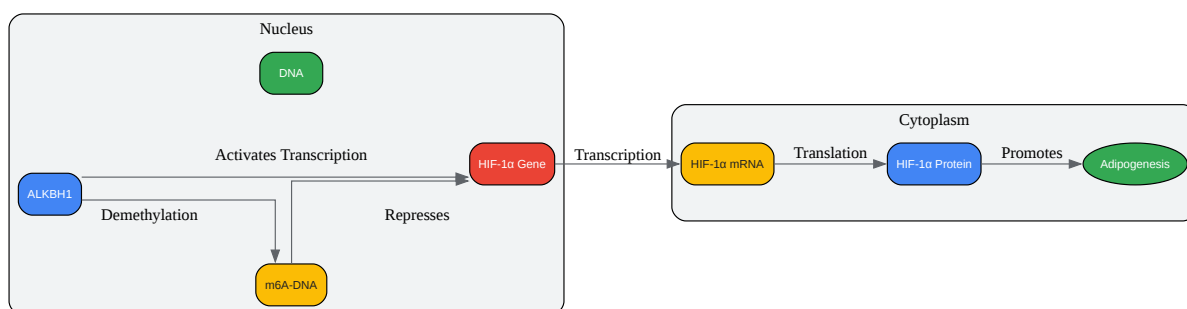 Nucleus
DNA
Activates Transcription
HIF-1α Gene
ALKBH1
Demethylation
Represses
m6A-DNA
Transcription
Cytoplasm
HIF-1α mRNA
Translation
HIF-1α Protein
Promotes
Adipogenesis